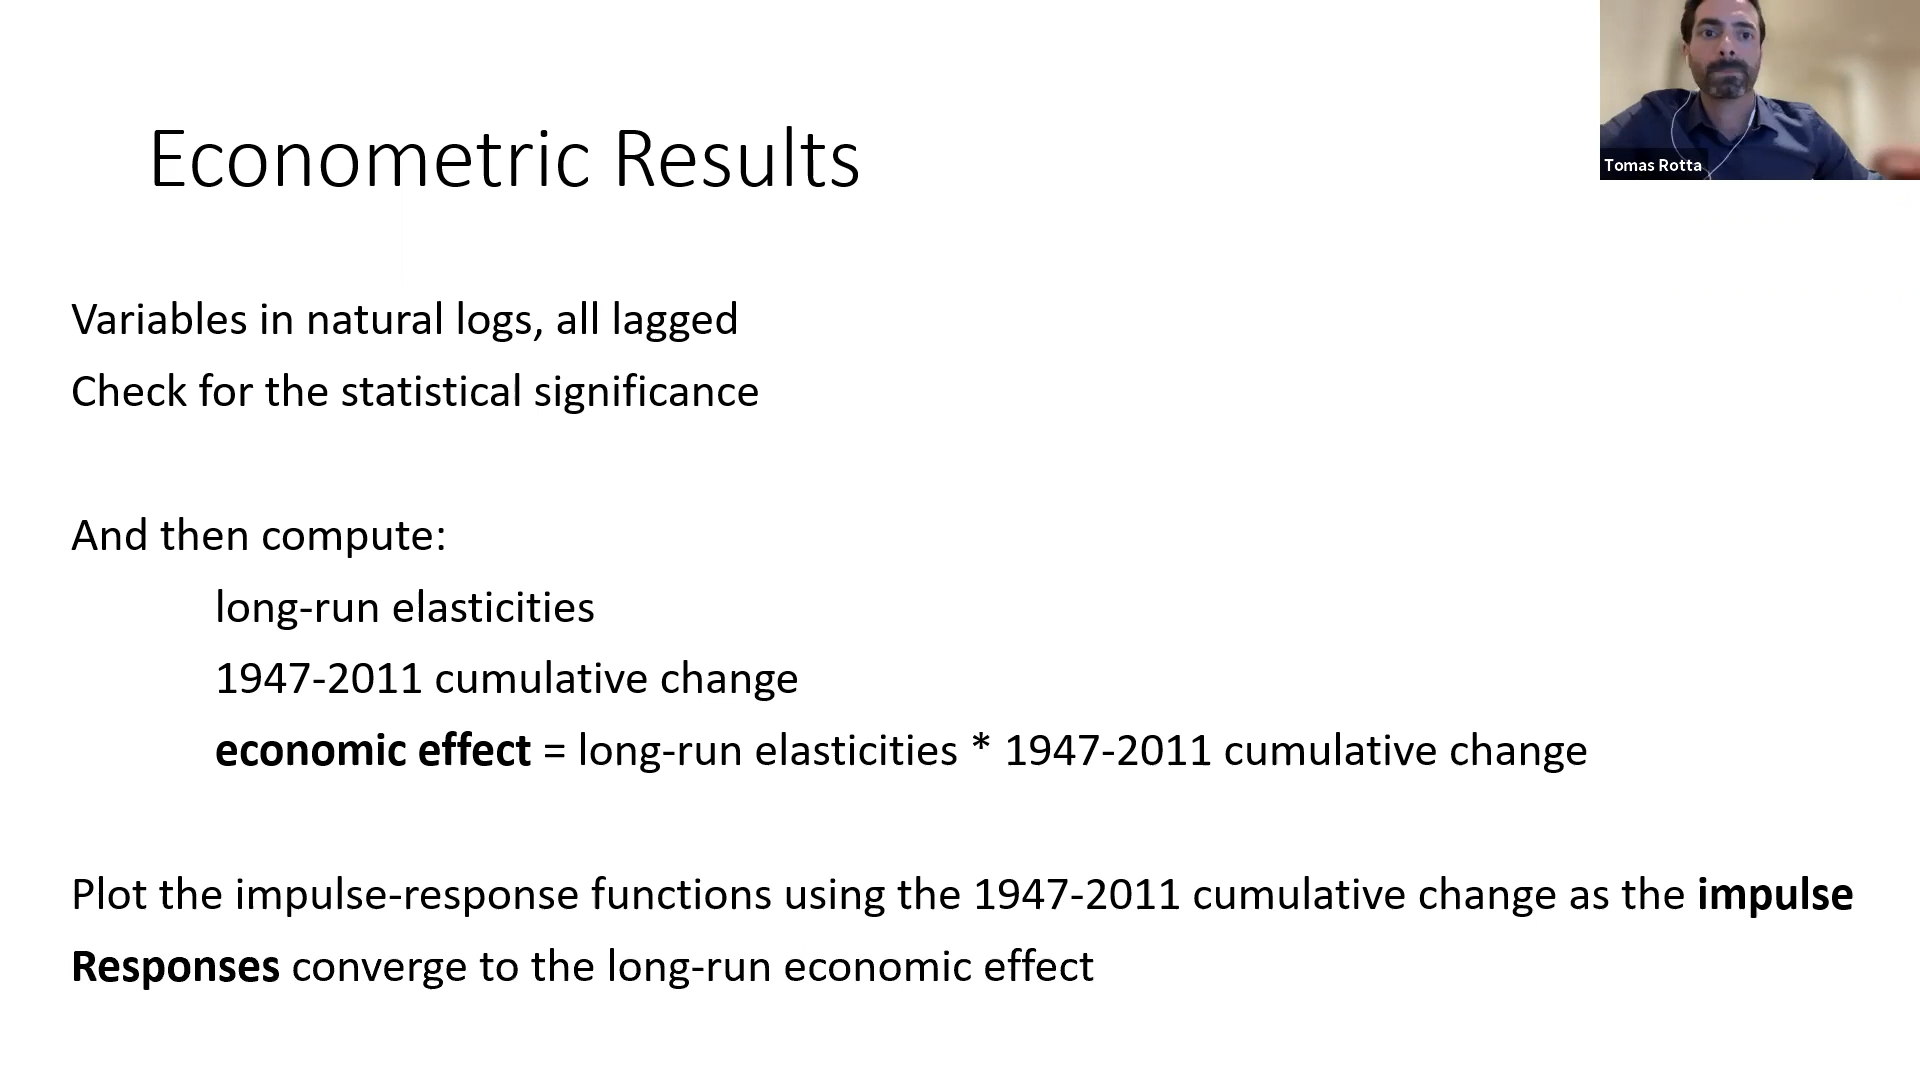 Tomas Rotta
Econometric Results
Variables in natural logs, all lagged
Check for the statistical significance
And then compute:
long-run elasticities
1947-2011 cumulative change
economic effect = long-run elasticities * 1947-2011 cumulative change
Plot the impulse-response functions using the 1947-2011 cumulative change as the impulse
Responses converge to the long-run economic effect